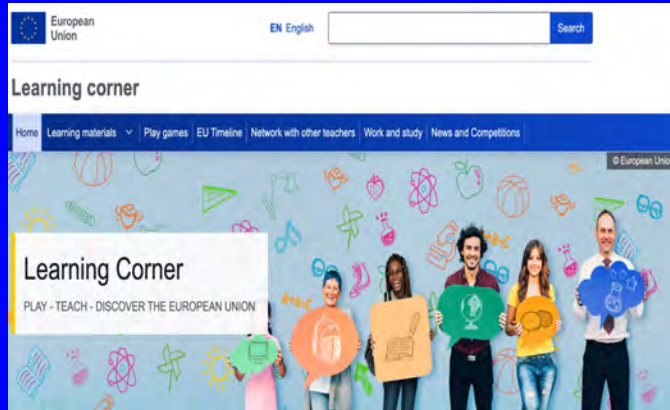 European
Union
EN English
Search
Learning corner
Home Learning materials Play games EU Timeline Network with other teachers Work and study News and Competitions
© European Unio
Learning Corner
PLAY - TEACH - DISCOVER THE EUROPEAN UNION
A+b=C
a+b=C